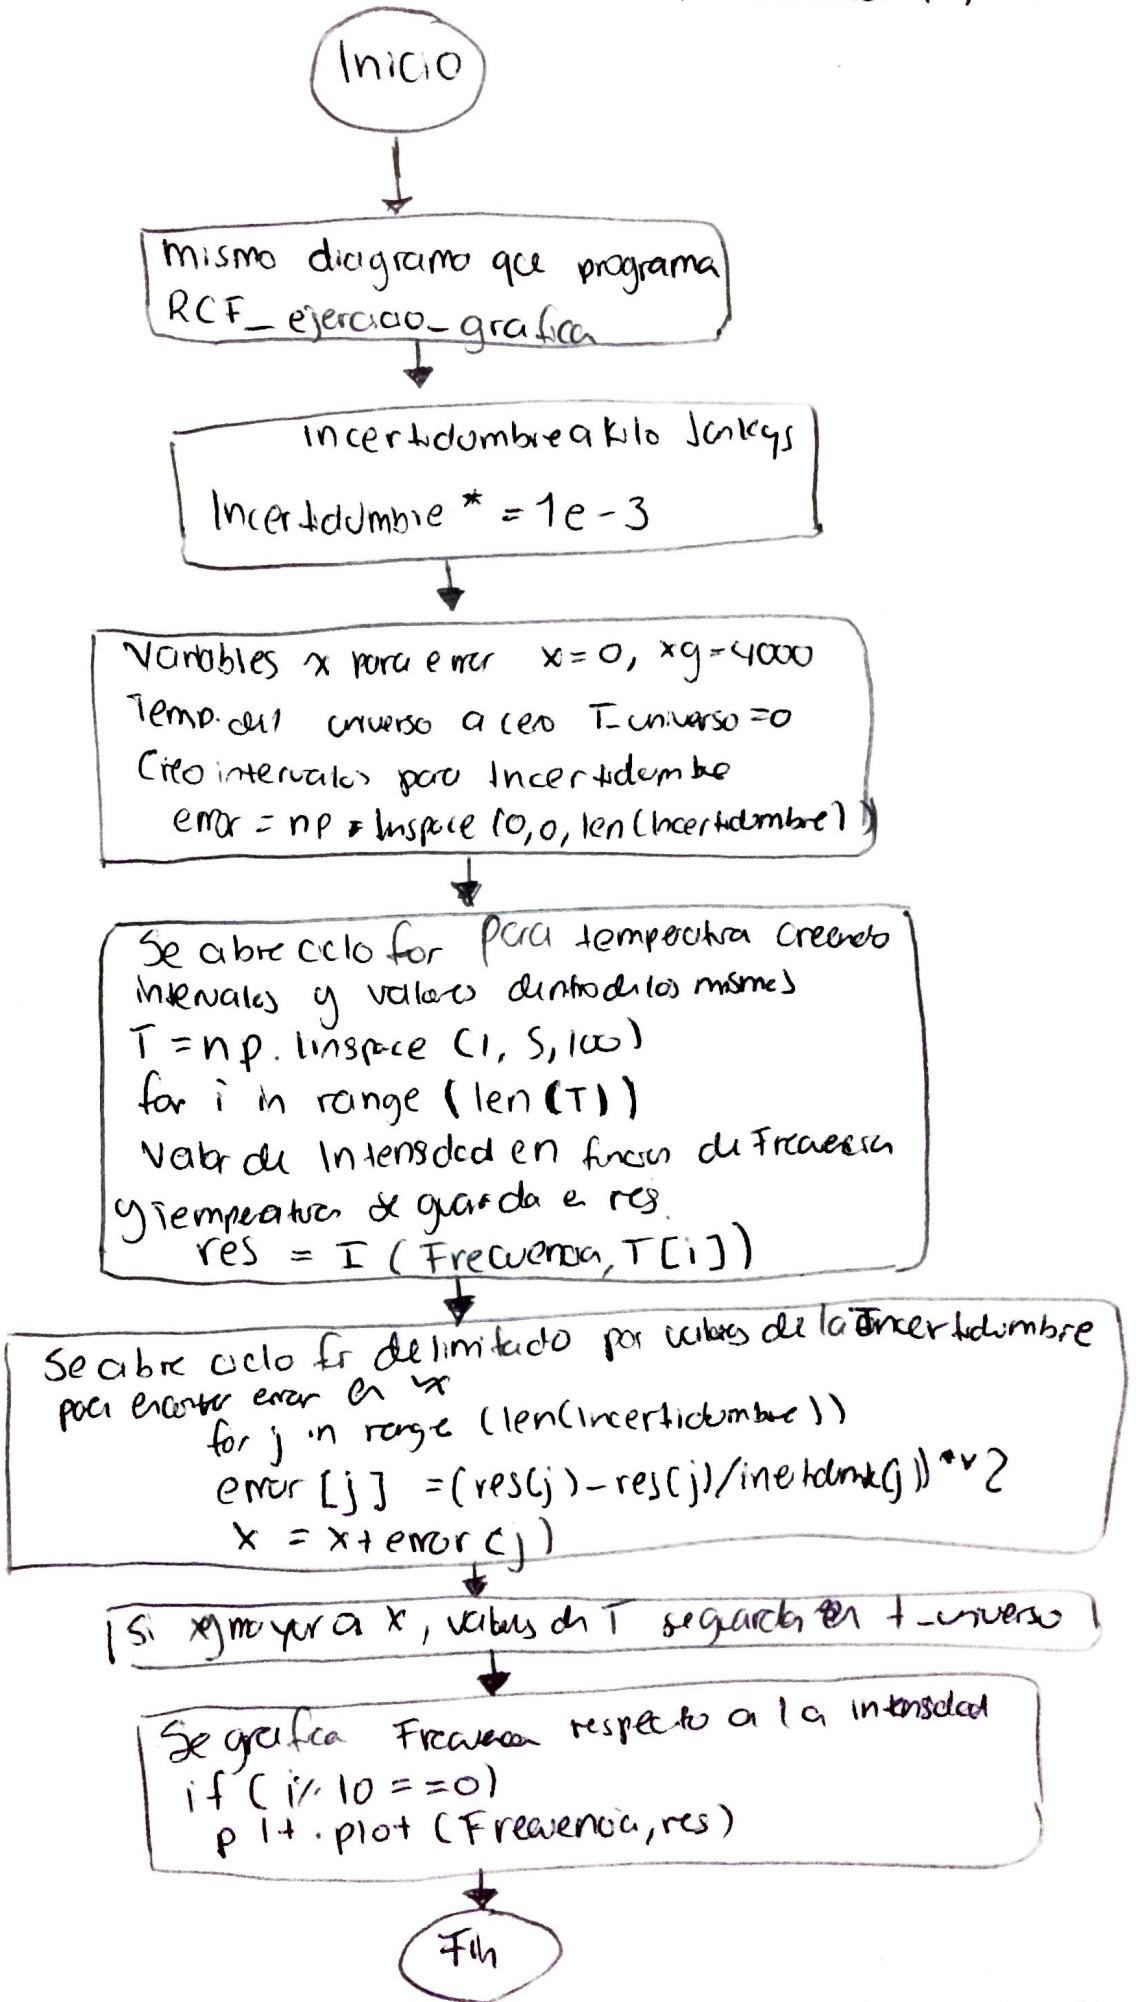 Inicio
mismo diagrama que programa
RCF_ejercicio_grafica
Incertidumbre a kilo Jankys
Incertidumbre * = 1e-3
Variables x para error x=0, xg=4000
Temp. del universo a cero T_universo=0
Creo intervalos para Incertidumbe
error = np.linspace (0,0, len(Incertidumbre))
Se abre ciclo for para temperatura creando
intervalos y valores dentro de los mismos
T = np. linspace (1, 5, 100)
for i in range (len(T))
Valor de Intensidad en funcion de Frecuencia
y Temperatura se guarda en res.
res = I (Frecuencia, T[i])
Se abre ciclo for delimitado por valores de la Incertidumbre
para encontrar error en x
for j in range (len(Incertidumbre))
error [j] =(res(j)-res(j)/incertidumbre(j))**2
x = x+error(j)
Si xg mayor a x, valores de T se guarda en t_universo
Se grafica Frecuencia respecto a la intensidad
if (i% 10 ==0)
plt.plot (Frecuencia,res)
Fin